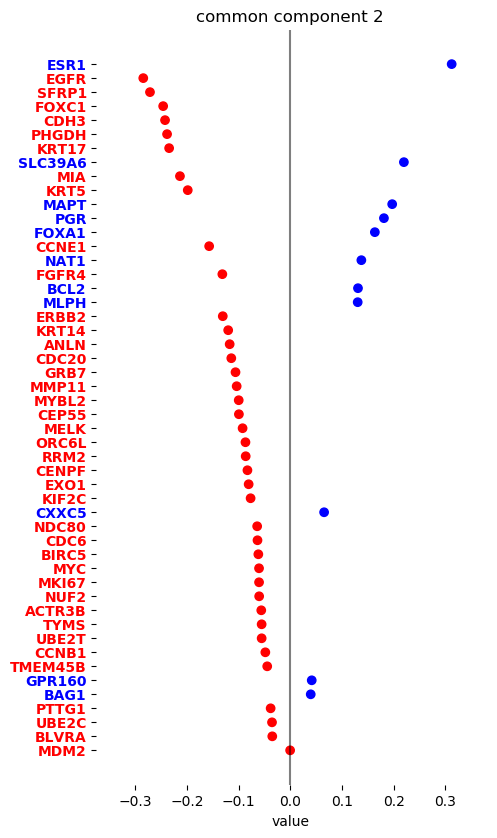 common component 2
ESR1
EGFR
SFRP1
FOXC1
CDH3
PHGDH
KRT17
SLC39A6
MIA
KRT5
MAPT
PGR
FOXA1
CCNE1
NAT1
FGFR4
BCL2
MLPH
ERBB2
KRT14
ANLN
CDC20
GRB7
MMP11
MYBL2
CEP55
MELK
ORC6L
RRM2
CENPF
EXO1
KIF2C
CXXC5
NDC80
CDC6
BIRC5
MYC
MKI67
NUF2
ACTR3B
TYMS
UBE2T
CCNB1
TMEM45B
GPR160
BAG1
PTTG1
UBE2C
BLVRA
MDM2
−0.3 −0.2 −0.1 0.0 0.1 0.2 0.3
value